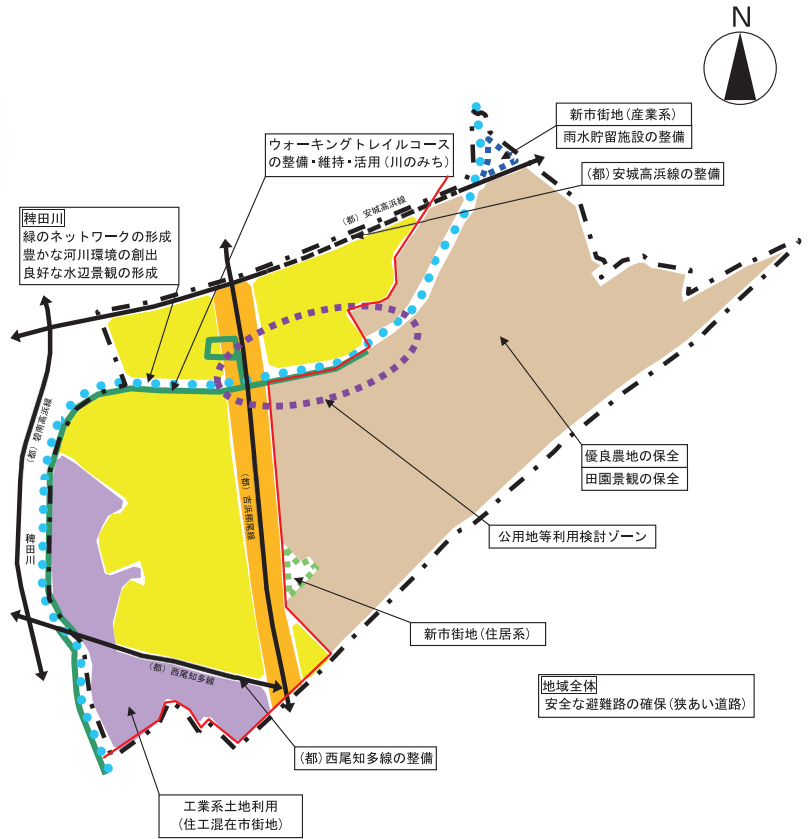 N
新市街地(産業系)
雨水貯留施設の整備
ウォーキングトレイルコース
の整備・維持・活用(川のみち)
(都)安城高浜線の整備
(都)安城高浜線
稗田川
緑のネットワークの形成
豊かな河川環境の創出
良好な水辺景観の形成
(都)碧南高浜線
優良農地の保全
田園景観の保全
(都)吉浜棚尾線
公用地等利用検討ゾーン
稗田川
新市街地(住居系)
(都)西尾知多線
地域全体
安全な避難路の確保(狭あい道路)
(都)西尾知多線の整備
工業系土地利用
(住工混在市街地)